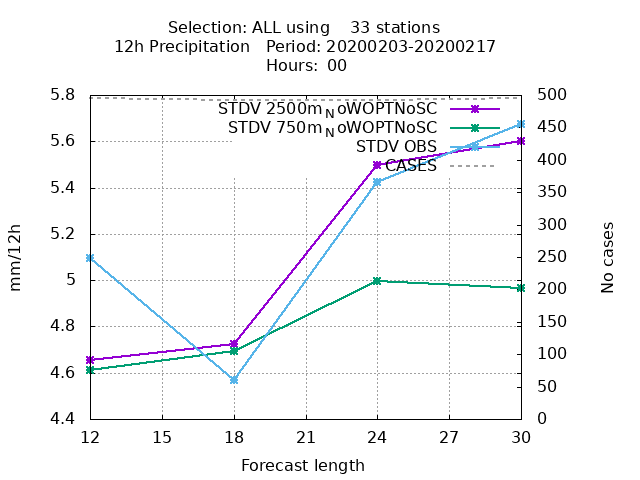 Selection: ALL using    33 stations
12h Precipitation   Period: 20200203-20200217
Hours:  00
STDV 2500m_NoWOPTNoSC
STDV 750m_NoWOPTNoSC
STDV OBS
CASES
5.8
5.6
5.4
5.2
5
4.8
4.6
4.4
500
450
400
350
300
250
200
150
100
50
0
mm/12h
No cases
12 15 18 21 24 27 30
Forecast length